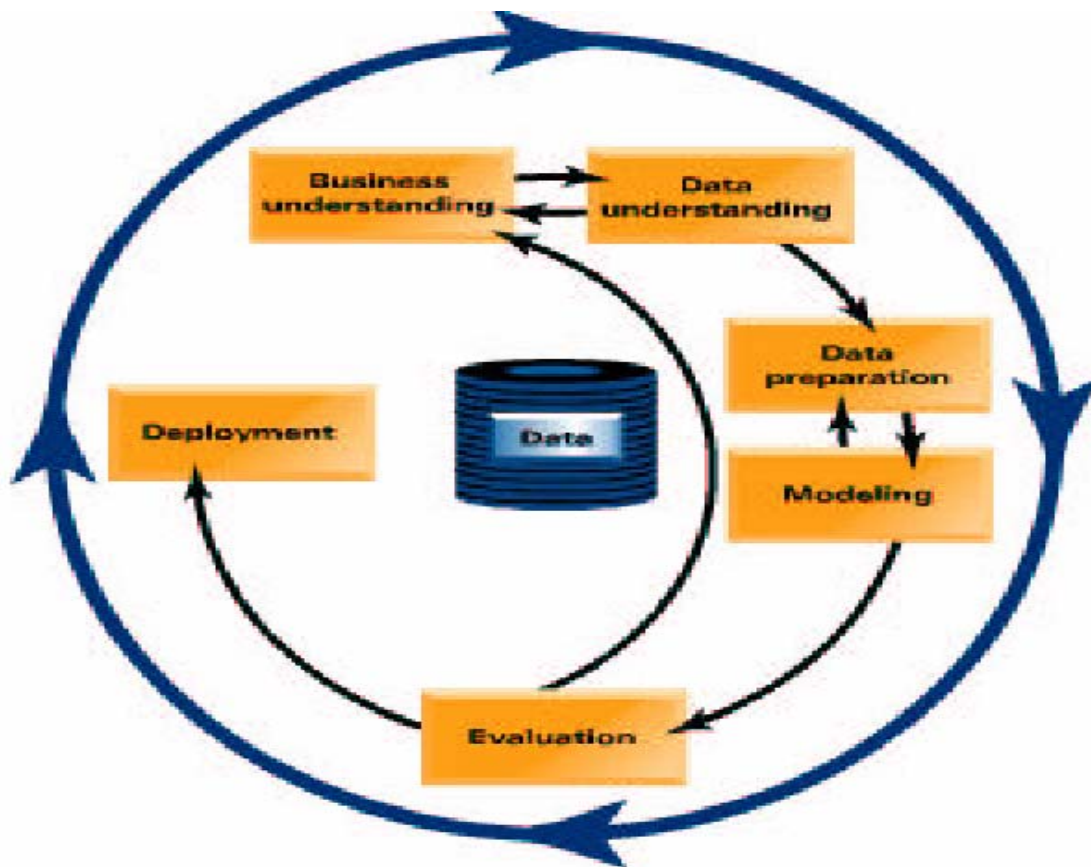 Business
understanding
Data
understanding
Data
preparation
Deployment
Data
Modeling
Evaluation